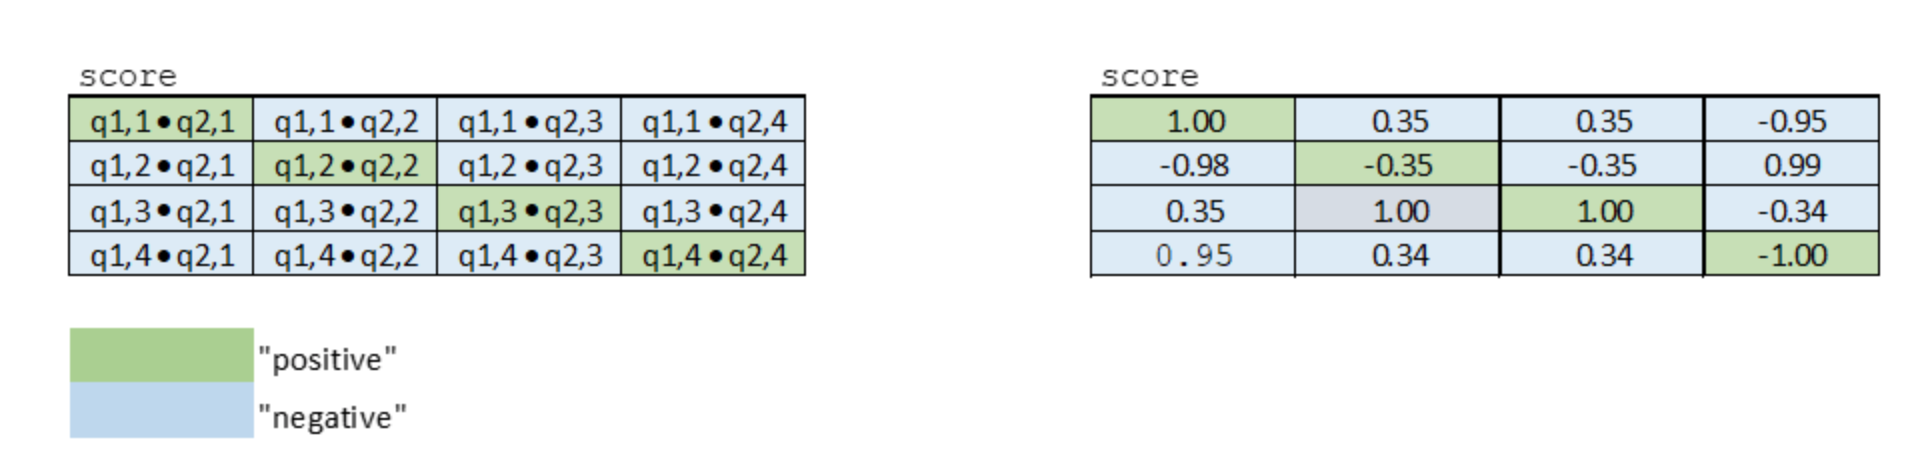 score
q1,1•q2,1 q1,1•q2,2 q1,1•q2,3 q1,1•q2,4
q1,2•q2,1 q1,2•q2,2 q1,2•q2,3 q1,2•q2,4
q1,3•q2,1 q1,3•q2,2 q1,3•q2,3 q1,3•q2,4
q1,4•q2,1 q1,4•q2,2 q1,4•q2,3 q1,4•q2,4
"positive"
"negative"
score
1.00 0.35 0.35 -0.95
-0.98 -0.35 -0.35 0.99
0.35 1.00 1.00 -0.34
0.95 0.34 0.34 -1.00